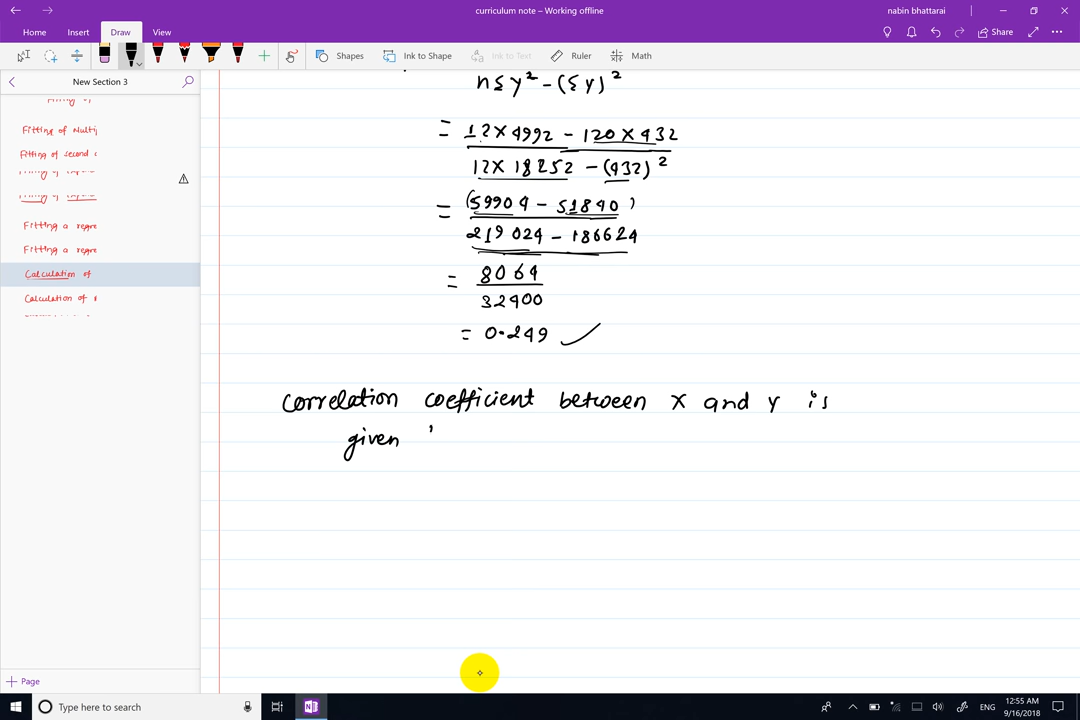 curriculum note – Working offline
nabin bhattarai
Home Insert Draw View
Share
Shapes Ink to Shape Ink to Text Ruler Math
New Section 3
Fitting of Multip
Fitting of second
Fitting a regre
Fitting a regre
Calculation of
Calculation of
Page
n Σ y² - (Σ y)²
= 12 × 4992 - 120 × 432
12 × 18252 - (432)²
= (59904 - 51840)
219024 - 186624
= 8064
32400
= 0.249 ✓
Correlation coefficient between x and y is
given
Type here to search
ENG
12:55 AM
9/16/2018